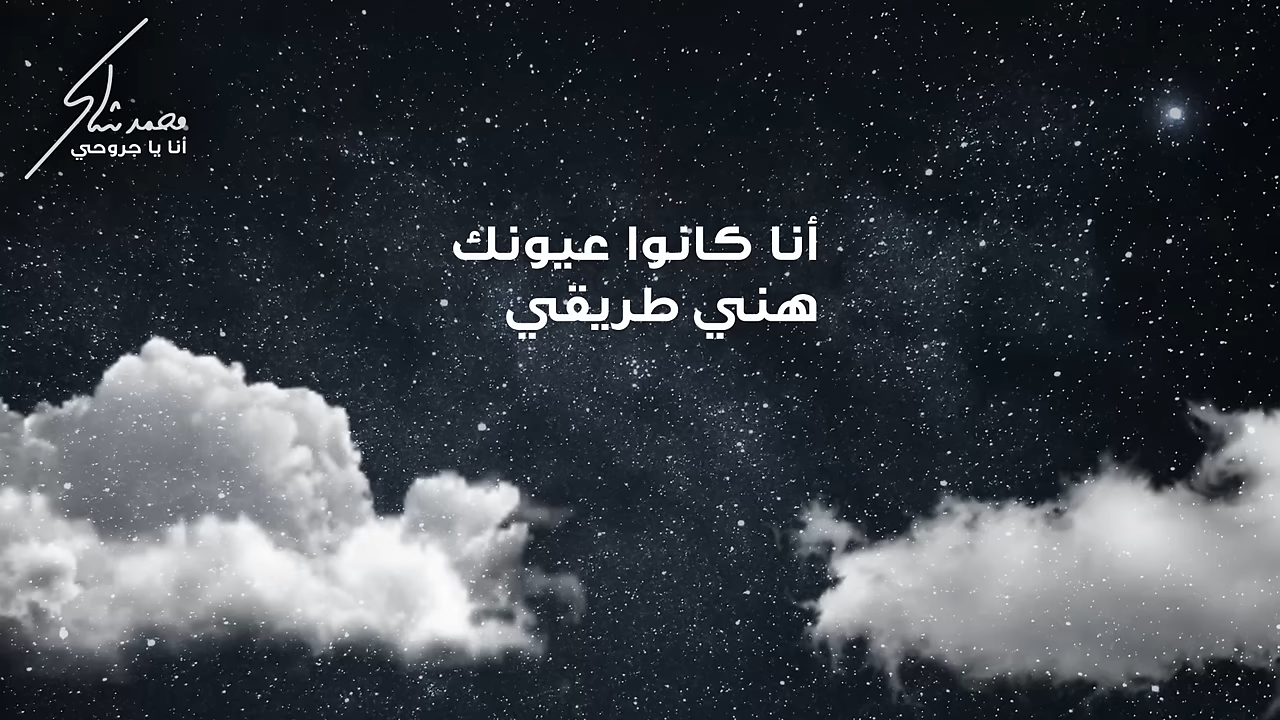 محمد شاكر
أنا يا جروحي
أنا كانوا عيونك
هني طريقي